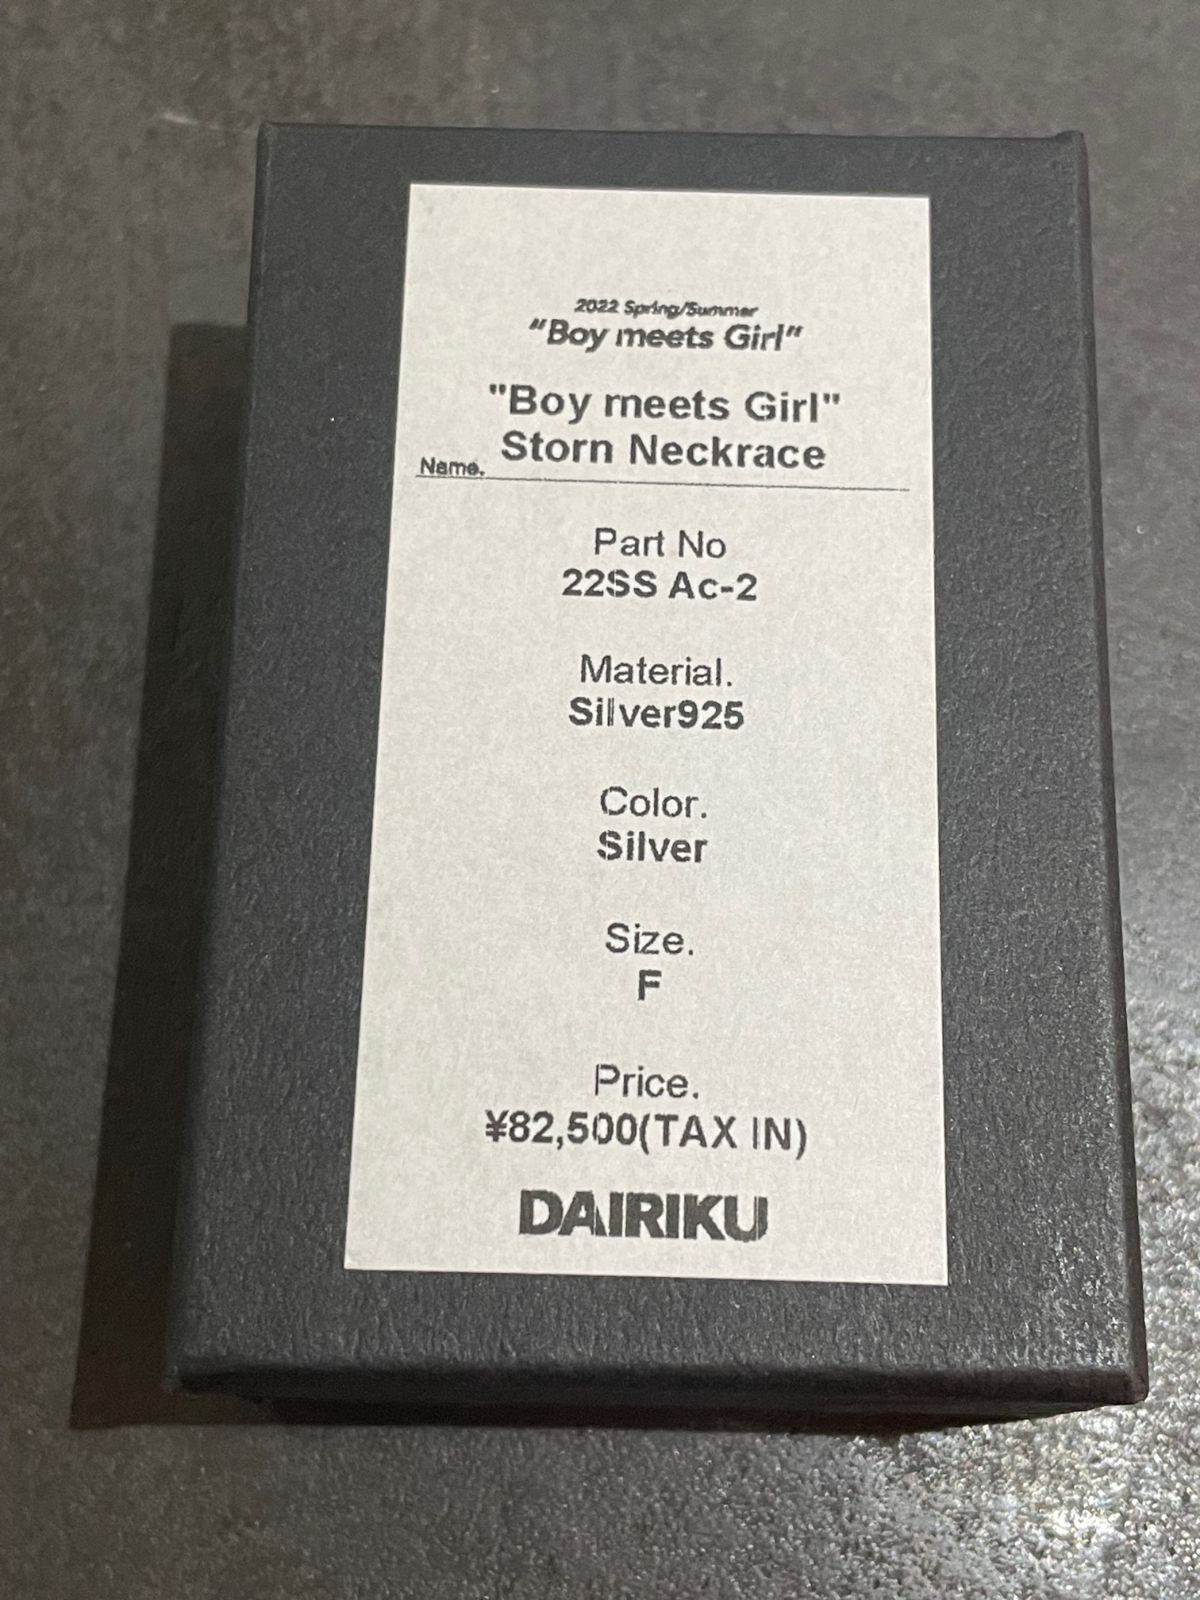 2022 Spring/Summer
"Boy meets Girl"
"Boy meets Girl"
Storn Neckrace
Name.
Part No
22SS Ac-2
Material.
Silver925
Color.
Silver
Size.
F
Price.
¥82,500(TAX IN)
DAIRIKU